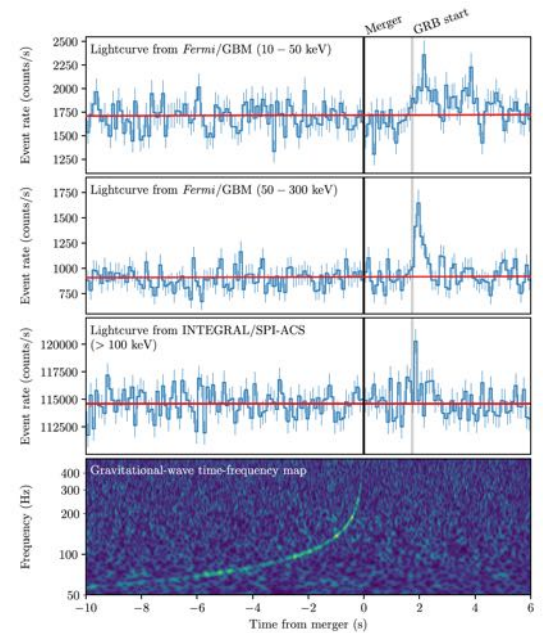 Merger
GRB start
Lightcurve from Fermi/GBM (10 − 50 keV)
Event rate (counts/s)
2500
2250
2000
1750
1500
1250
Lightcurve from Fermi/GBM (50 − 300 keV)
Event rate (counts/s)
1750
1500
1250
1000
750
Lightcurve from INTEGRAL/SPI-ACS
(> 100 keV)
Event rate (counts/s)
120000
117500
115000
112500
Gravitational-wave time-frequency map
Frequency (Hz)
400
300
200
100
50
−10 −8 −6 −4 −2 0 2 4 6
Time from merger (s)